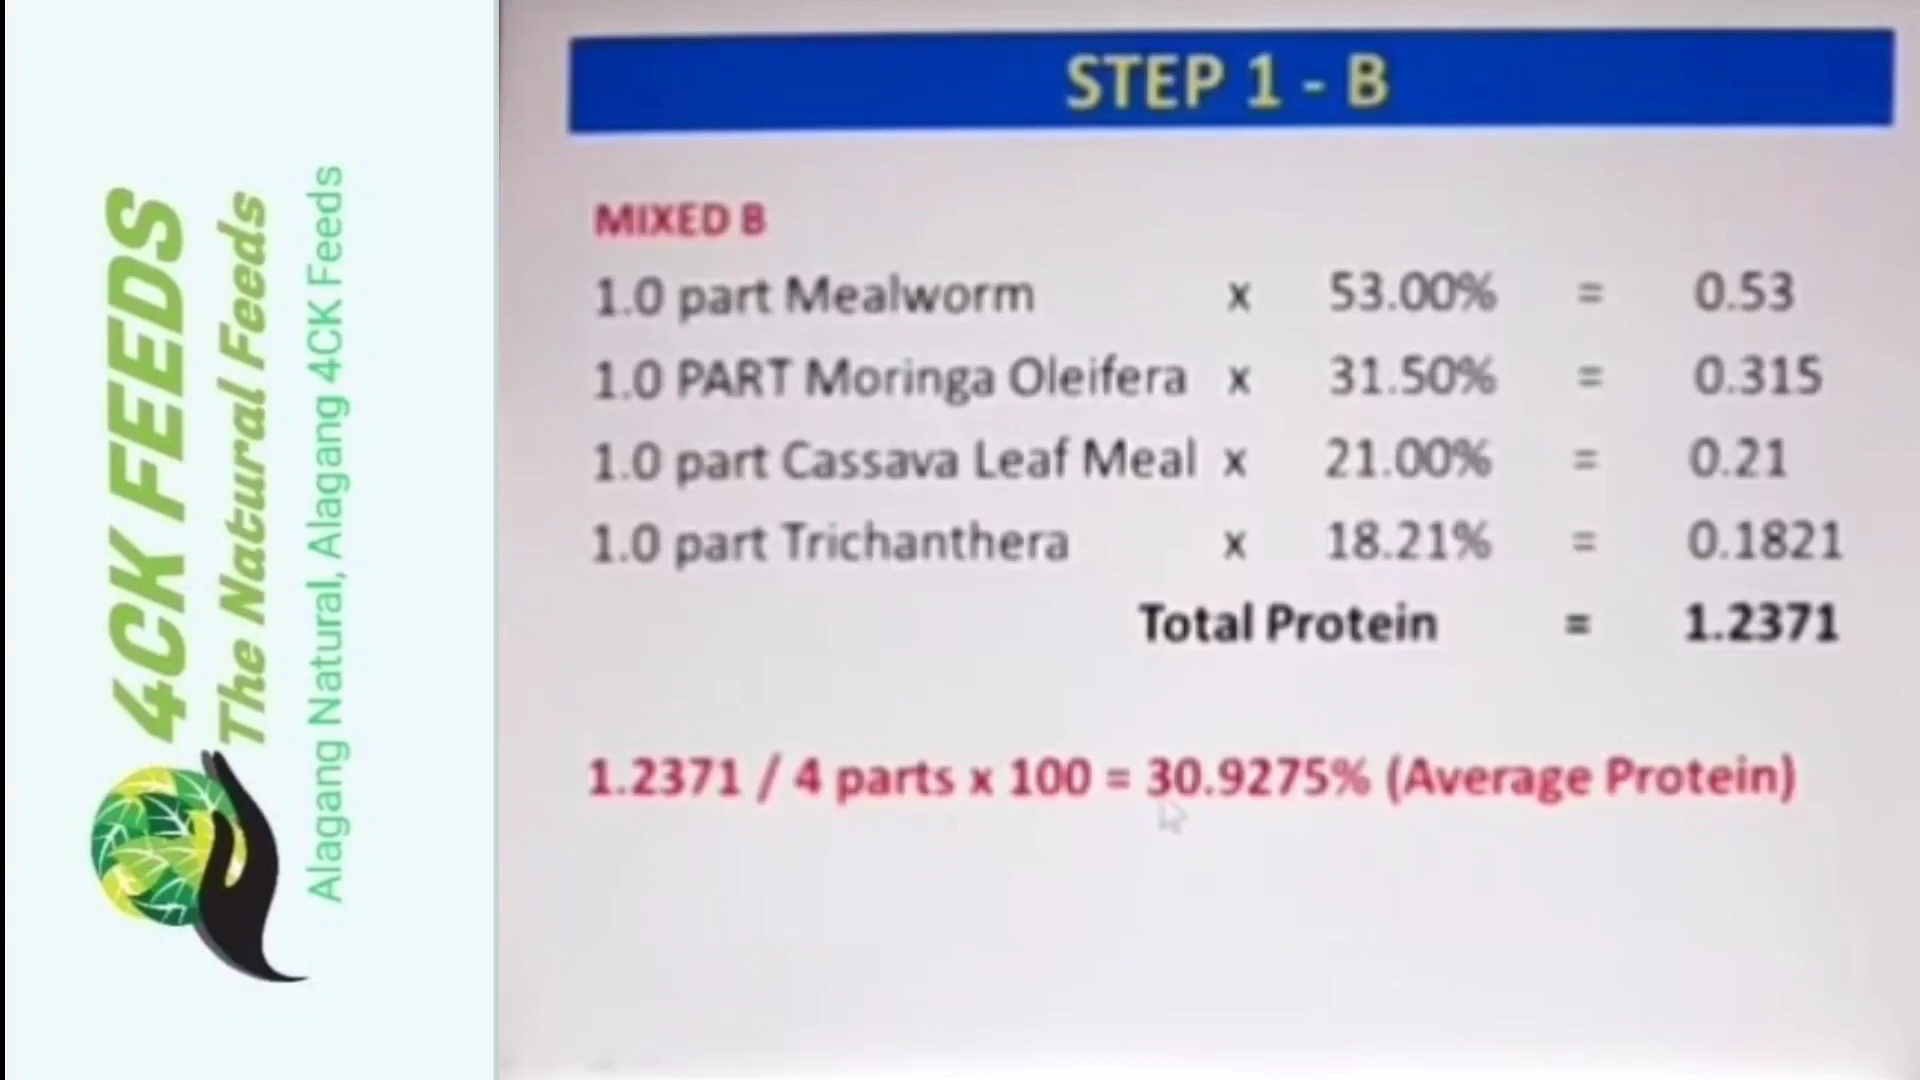 4CK FEEDS
The Natural Feeds
Alagang Natural, Alagang 4CK Feeds
STEP 1 - B
MIXED B
1.0 part Mealworm x 53.00% = 0.53
1.0 PART Moringa Oleifera x 31.50% = 0.315
1.0 part Cassava Leaf Meal x 21.00% = 0.21
1.0 part Trichanthera x 18.21% = 0.1821
Total Protein = 1.2371
1.2371 / 4 parts x 100 = 30.9275% (Average Protein)